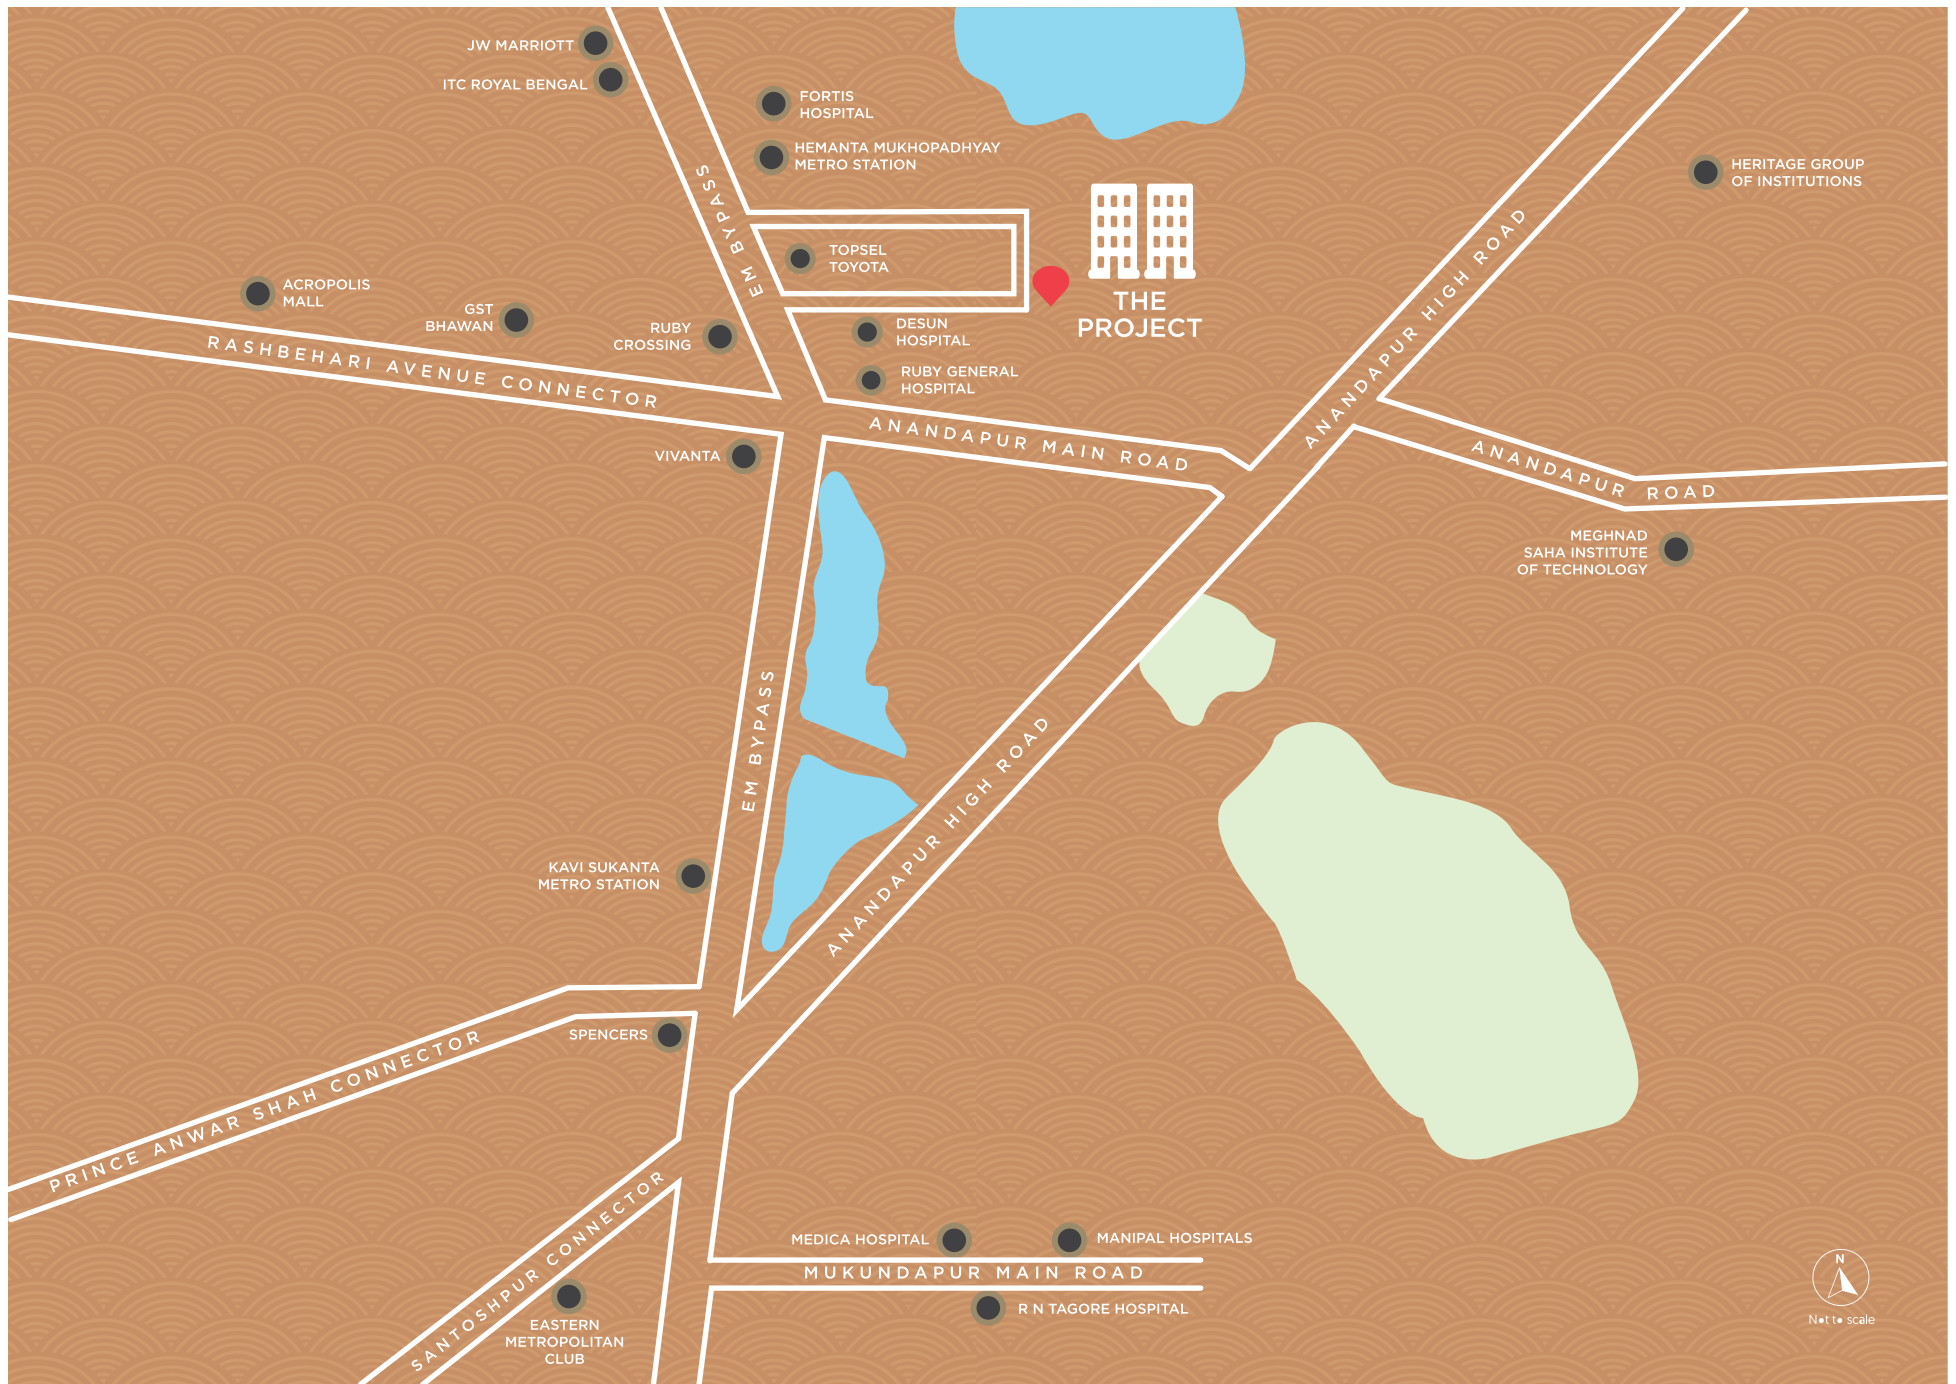 JW MARRIOTT
ITC ROYAL BENGAL
FORTIS
HOSPITAL
HEMANTA MUKHOPADHYAY
METRO STATION
HERITAGE GROUP
OF INSTITUTIONS
EM BYPASS
TOPSEL
TOYOTA
THE
PROJECT
ANANDAPUR HIGH ROAD
ACROPOLIS
MALL
GST
BHAWAN
RUBY
CROSSING
DESUN
HOSPITAL
RUBY GENERAL
HOSPITAL
RASHBEHARI AVENUE CONNECTOR
ANANDAPUR MAIN ROAD
VIVANTA
ANANDAPUR ROAD
MEGHNAD
SAHA INSTITUTE
OF TECHNOLOGY
EM BYPASS
ANANDAPUR HIGH ROAD
KAVI SUKANTA
METRO STATION
SPENCERS
PRINCE ANWAR SHAH CONNECTOR
SANTOSHPUR CONNECTOR
MEDICA HOSPITAL
MANIPAL HOSPITALS
MUKUNDAPUR MAIN ROAD
R N TAGORE HOSPITAL
EASTERN
METROPOLITAN
CLUB
N
Not to scale